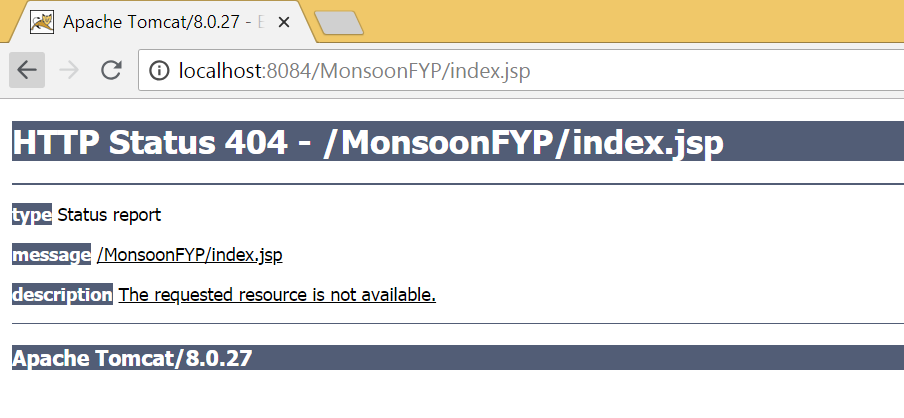 Apache Tomcat/8.0.27 - E
localhost:8084/MonsoonFYP/index.jsp
HTTP Status 404 - /MonsoonFYP/index.jsp
type Status report
message /MonsoonFYP/index.jsp
description The requested resource is not available.
Apache Tomcat/8.0.27